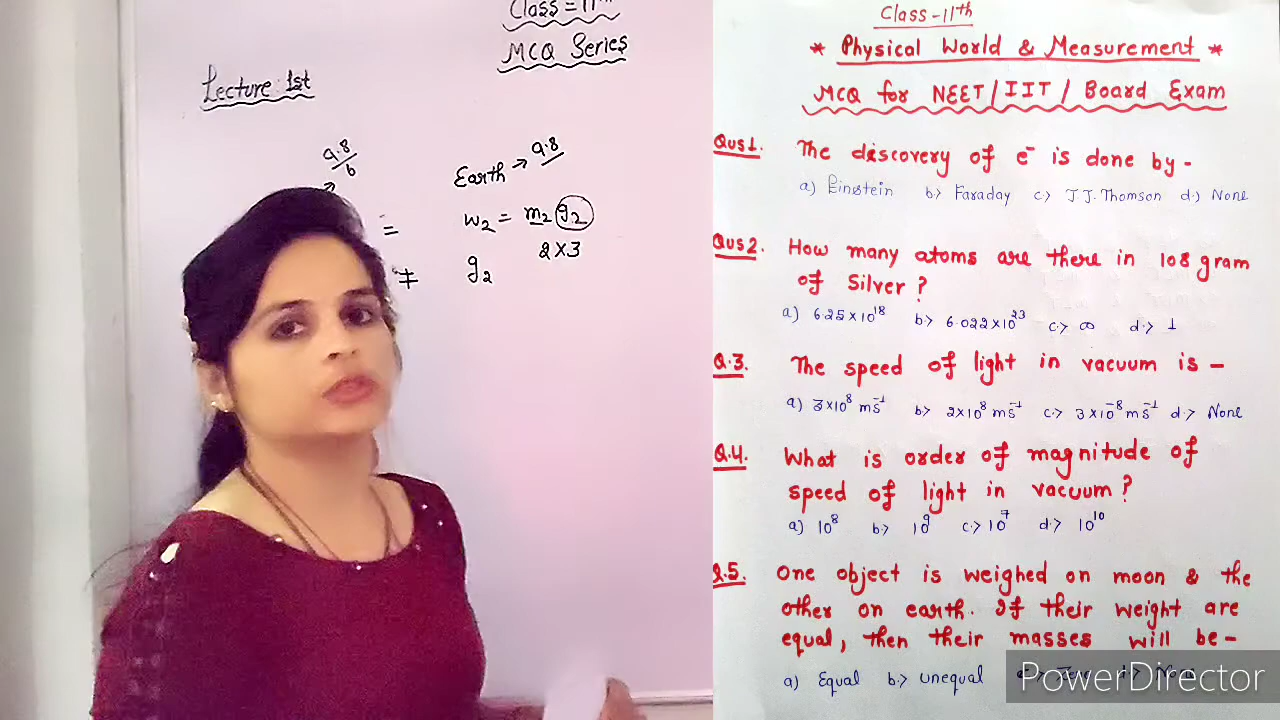 Class = 11th
MCQ Series
Lecture 1st
9.8/6
Earth → 9.8
=
w₂ = m₂ g₂
2×3
≠ g₂
Class-11th
* Physical World & Measurement *
MCQ for NEET/IIT/Board Exam
Qus1. The discovery of e⁻ is done by -
a) Einstein b> Faraday c> J.J. Thomson d> None
Qus2. How many atoms are there in 108 gram
of Silver?
a) 6.25×10¹⁸ b> 6.022×10²³ c.> ∞ d.> 1
Q.3. The speed of light in vacuum is -
a) 3×10⁸ ms⁻¹ b> 2×10⁸ ms⁻¹ c.> 3×10⁻⁸ ms⁻¹ d.> None
Q.4. What is order of magnitude of
speed of light in vacuum?
a) 10⁸ b> 10⁹ c.> 10⁷ d.> 10¹⁰
Q.5. One object is weighed on moon & the
other on earth. If their weight are
equal, then their masses will be-
a) Equal b.> unequal c.> Zero d.> None
PowerDirector